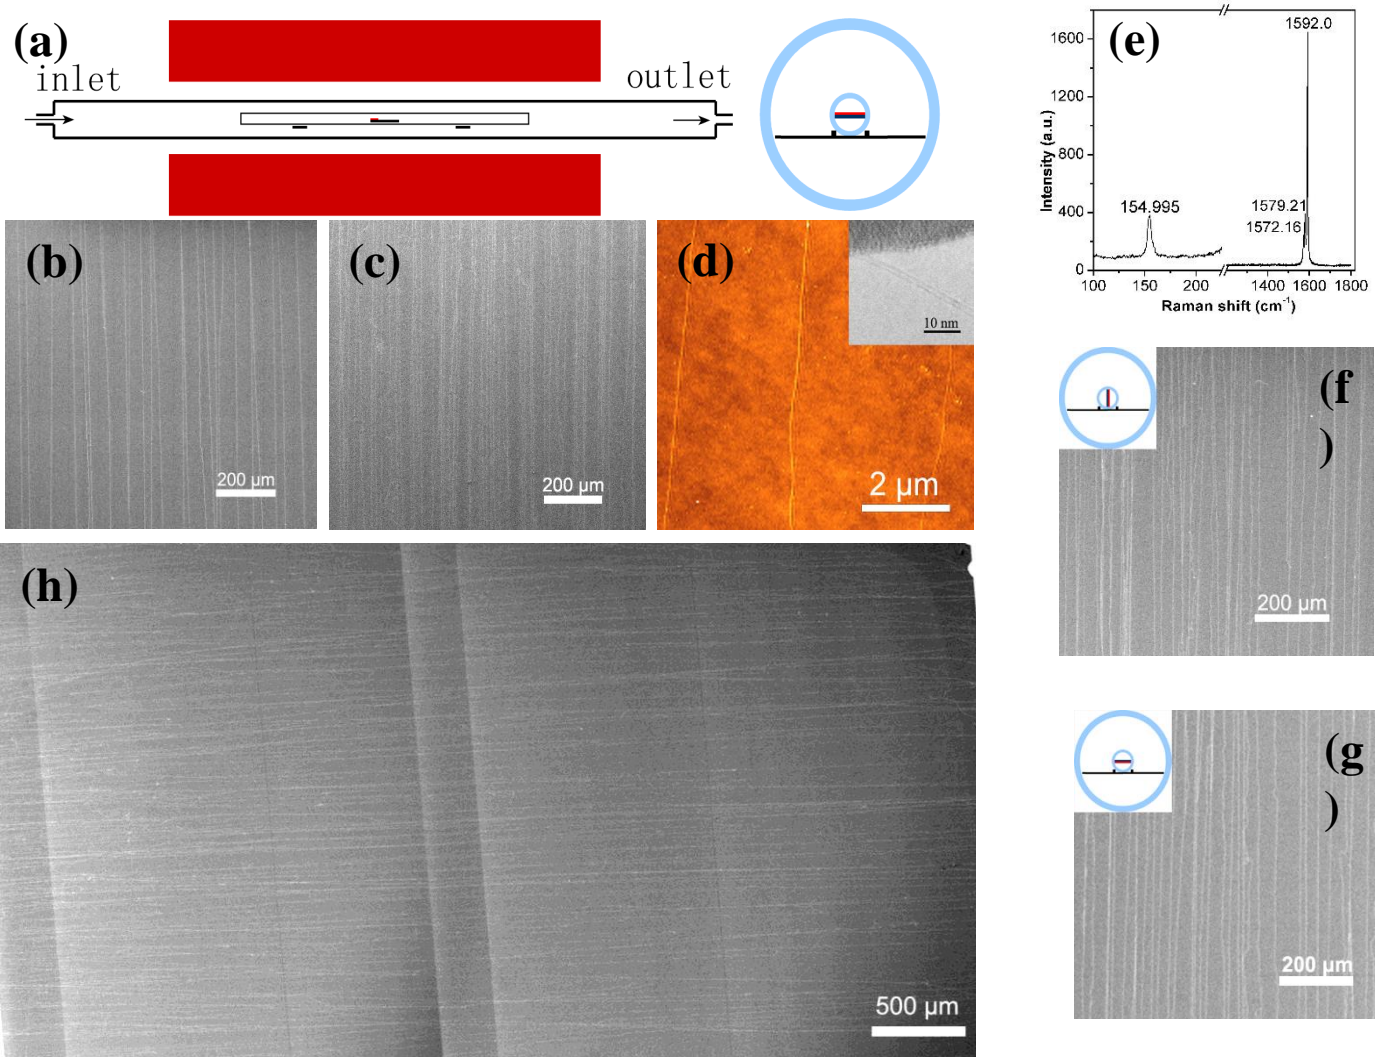 (a)
inlet
outlet
(b)
200 µm
(c)
200 µm
(d)
10 nm
2 µm
(e)
1592.0
1579.21
1572.16
154.995
1600
1200
800
400
0
100
150
200
1400
1600
1800
Intensity (a.u.)
Raman shift (cm⁻¹)
(f
)
200 µm
(g
)
200 µm
(h)
500 µm